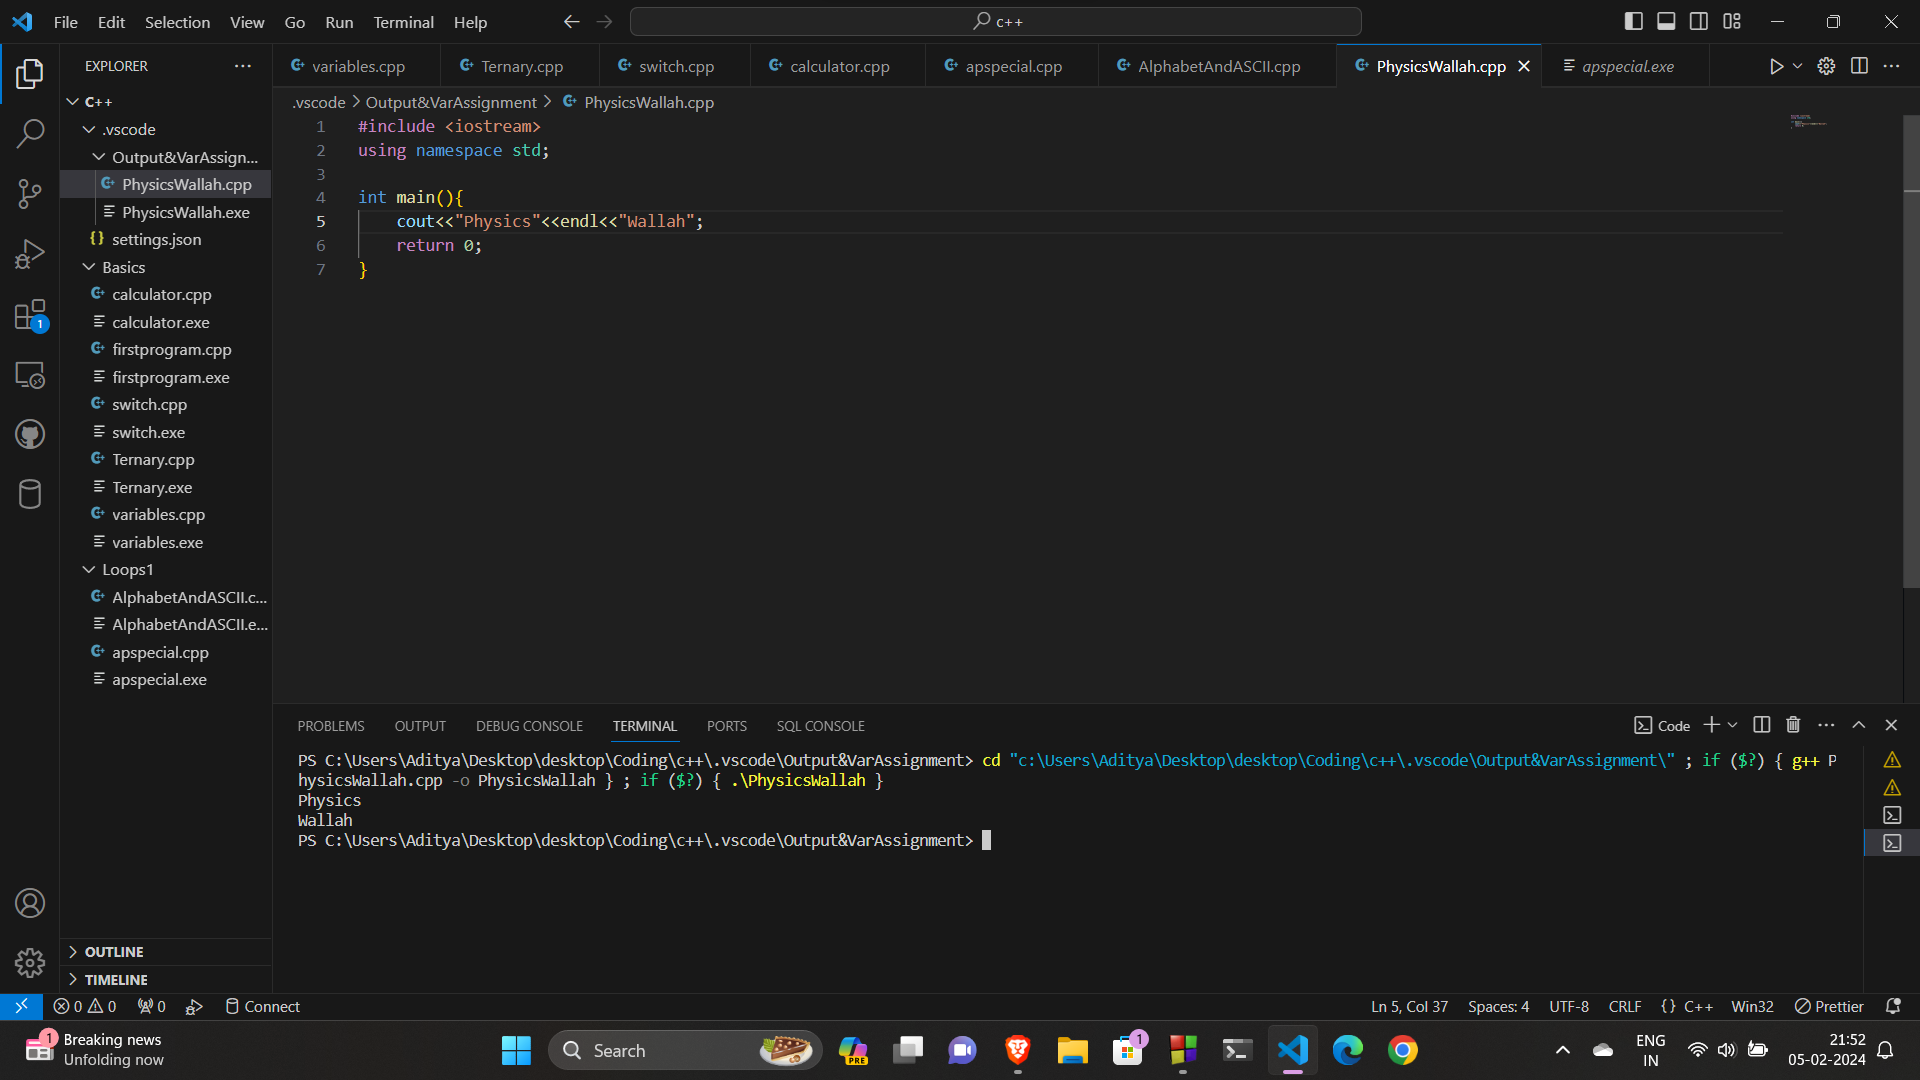 File Edit Selection View Go Run Terminal Help
c++
EXPLORER
variables.cpp
Ternary.cpp
switch.cpp
calculator.cpp
apspecial.cpp
AlphabetAndASCII.cpp
PhysicsWallah.cpp
apspecial.exe
C++
.vscode
Output&VarAssign...
PhysicsWallah.cpp
PhysicsWallah.exe
settings.json
Basics
calculator.cpp
calculator.exe
firstprogram.cpp
firstprogram.exe
switch.cpp
switch.exe
Ternary.cpp
Ternary.exe
variables.cpp
variables.exe
Loops1
AlphabetAndASCII.c...
AlphabetAndASCII.e...
apspecial.cpp
apspecial.exe
OUTLINE
TIMELINE
1
.vscode > Output&VarAssignment > PhysicsWallah.cpp
1 #include <iostream>
2 using namespace std;
3
4 int main(){
5 cout<<"Physics"<<endl<<"Wallah";
6 return 0;
7 }
PROBLEMS OUTPUT DEBUG CONSOLE TERMINAL PORTS SQL CONSOLE
Code
PS C:\Users\Aditya\Desktop\desktop\Coding\c++\.vscode\Output&VarAssignment> cd "c:\Users\Aditya\Desktop\desktop\Coding\c++\.vscode\Output&VarAssignment\" ; if ($?) { g++ P
hysicsWallah.cpp -o PhysicsWallah } ; if ($?) { .\PhysicsWallah }
Physics
Wallah
PS C:\Users\Aditya\Desktop\desktop\Coding\c++\.vscode\Output&VarAssignment>
0 0 0 Connect
Ln 5, Col 37 Spaces: 4 UTF-8 CRLF {} C++ Win32 Prettier
1
Breaking news
Unfolding now
Search
PRE
1
ENG
IN
21:52
05-02-2024